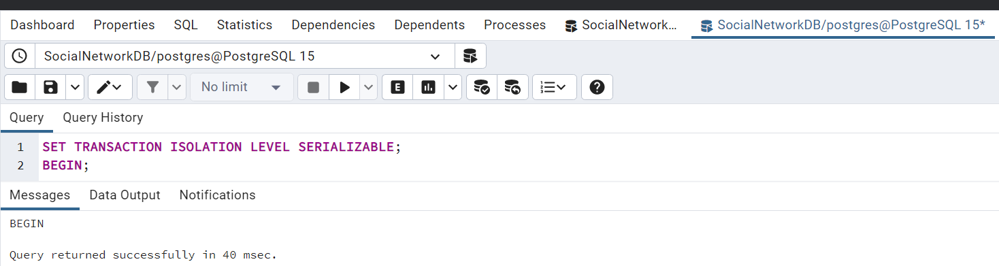 Dashboard Properties SQL Statistics Dependencies Dependents Processes SocialNetwork... SocialNetworkDB/postgres@PostgreSQL 15*
SocialNetworkDB/postgres@PostgreSQL 15
No limit E
Query Query History
1 SET TRANSACTION ISOLATION LEVEL SERIALIZABLE;
2 BEGIN;
Messages Data Output Notifications
BEGIN
Query returned successfully in 40 msec.